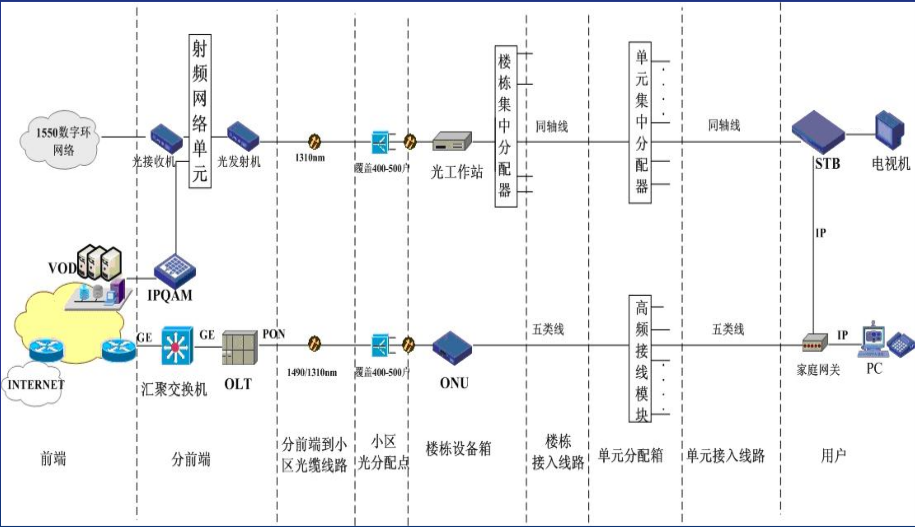 射频网络单元
1550数字环
网络
光接收机
光发射机
1310nm
覆盖400-500户
光工作站
楼栋集中分配器
同轴线
单元集中分配器
同轴线
STB
电视机
IP
VOD
IPQAM
INTERNET
GE
汇聚交换机
GE
OLT
PON
1490/1310nm
覆盖400-500户
ONU
五类线
高频接线模块
五类线
家庭网关
IP
PC
前端
分前端
分前端到小
区光缆线路
小区
光分配点
楼栋设备箱
楼栋
接入线路
单元分配箱
单元接入线路
用户